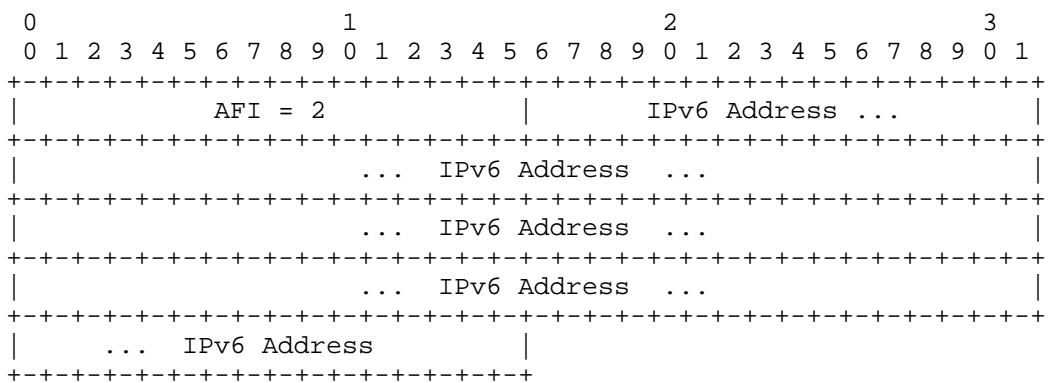 0                   1                   2                   3
 0 1 2 3 4 5 6 7 8 9 0 1 2 3 4 5 6 7 8 9 0 1 2 3 4 5 6 7 8 9 0 1
+-+-+-+-+-+-+-+-+-+-+-+-+-+-+-+-+-+-+-+-+-+-+-+-+-+-+-+-+-+-+-+-+
|            AFI = 2            |       IPv6 Address ...        |
+-+-+-+-+-+-+-+-+-+-+-+-+-+-+-+-+-+-+-+-+-+-+-+-+-+-+-+-+-+-+-+-+
|                     ...  IPv6 Address  ...                    |
+-+-+-+-+-+-+-+-+-+-+-+-+-+-+-+-+-+-+-+-+-+-+-+-+-+-+-+-+-+-+-+-+
|                     ...  IPv6 Address  ...                    |
+-+-+-+-+-+-+-+-+-+-+-+-+-+-+-+-+-+-+-+-+-+-+-+-+-+-+-+-+-+-+-+-+
|                     ...  IPv6 Address  ...                    |
+-+-+-+-+-+-+-+-+-+-+-+-+-+-+-+-+-+-+-+-+-+-+-+-+-+-+-+-+-+-+-+-+
|     ...  IPv6 Address         |
+-+-+-+-+-+-+-+-+-+-+-+-+-+-+-+-+